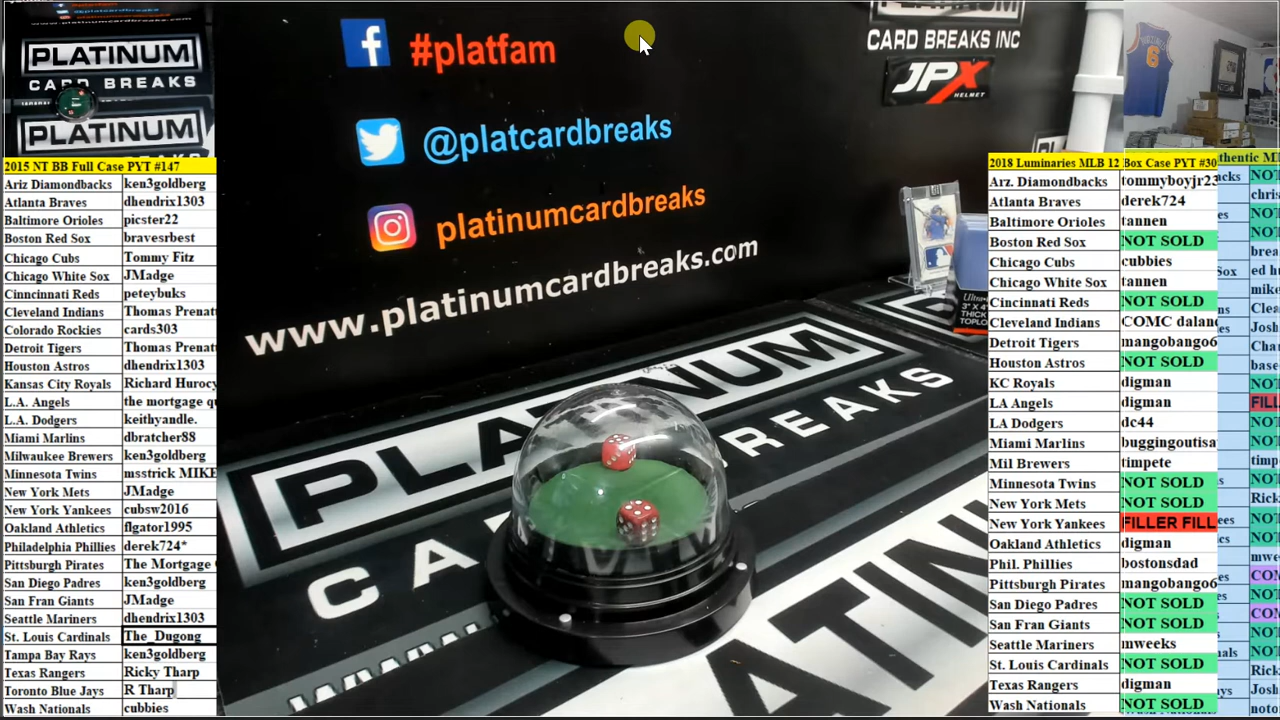 PLATINUM
CARD BREAKS
PLATINUM
2015 NT BB Full Case PYT #147
Ariz Diamondbacks ken3goldberg
Atlanta Braves dhendrix1303
Baltimore Orioles picster22
Boston Red Sox bravesrbest
Chicago Cubs Tommy Fitz
Chicago White Sox JMadge
Cinncinnati Reds peteybuks
Cleveland Indians Thomas Prenat
Colorado Rockies cards303
Detroit Tigers Thomas Prenat
Houston Astros dhendrix1303
Kansas City Royals Richard Huroc
L.A. Angels the mortgage
L.A. Dodgers keithyandle.
Miami Marlins dbratcher88
Milwaukee Brewers ken3goldberg
Minnesota Twins msstrick MIKE
New York Mets JMadge
New York Yankees cubsw2016
Oakland Athletics flgator1995
Philadelphia Phillies derek724*
Pittsburgh Pirates The Mortgage
San Diego Padres ken3goldberg
San Fran Giants JMadge
Seattle Mariners dhendrix1303
St. Louis Cardinals The_Dugong
Tampa Bay Rays ken3goldberg
Texas Rangers Ricky Tharp
Toronto Blue Jays R Tharp
Wash Nationals cubbies
#platfam
@platcardbreaks
platinumcardbreaks
www.platinumcardbreaks.com
PLATINUM
CARD BREAKS INC
JPX
HELMET
Ultra
3" X 4"
THICK
TOPLO
PLATINUM
CA BREAKS
ATIN
2018 Luminaries MLB 12 Box Case PYT #30
Arz. Diamondbacks tommyboyjr23
Atlanta Braves derek724
Baltimore Orioles tannen
Boston Red Sox NOT SOLD
Chicago Cubs cubbies
Chicago White Sox tannen
Cincinnati Reds NOT SOLD
Cleveland Indians COMC dalan
Detroit Tigers mangobango6
Houston Astros NOT SOLD
KC Royals digman
LA Angels digman
LA Dodgers dc44
Miami Marlins buggingoutisa
Mil Brewers timpete
Minnesota Twins NOT SOLD
New York Mets NOT SOLD
New York Yankees FILLER FILL
Oakland Athletics digman
Phil. Phillies bostonsdad
Pittsburgh Pirates mangobango6
San Diego Padres NOT SOLD
San Fran Giants NOT SOLD
Seattle Mariners mweeks
St. Louis Cardinals NOT SOLD
Texas Rangers digman
Wash Nationals NOT SOLD